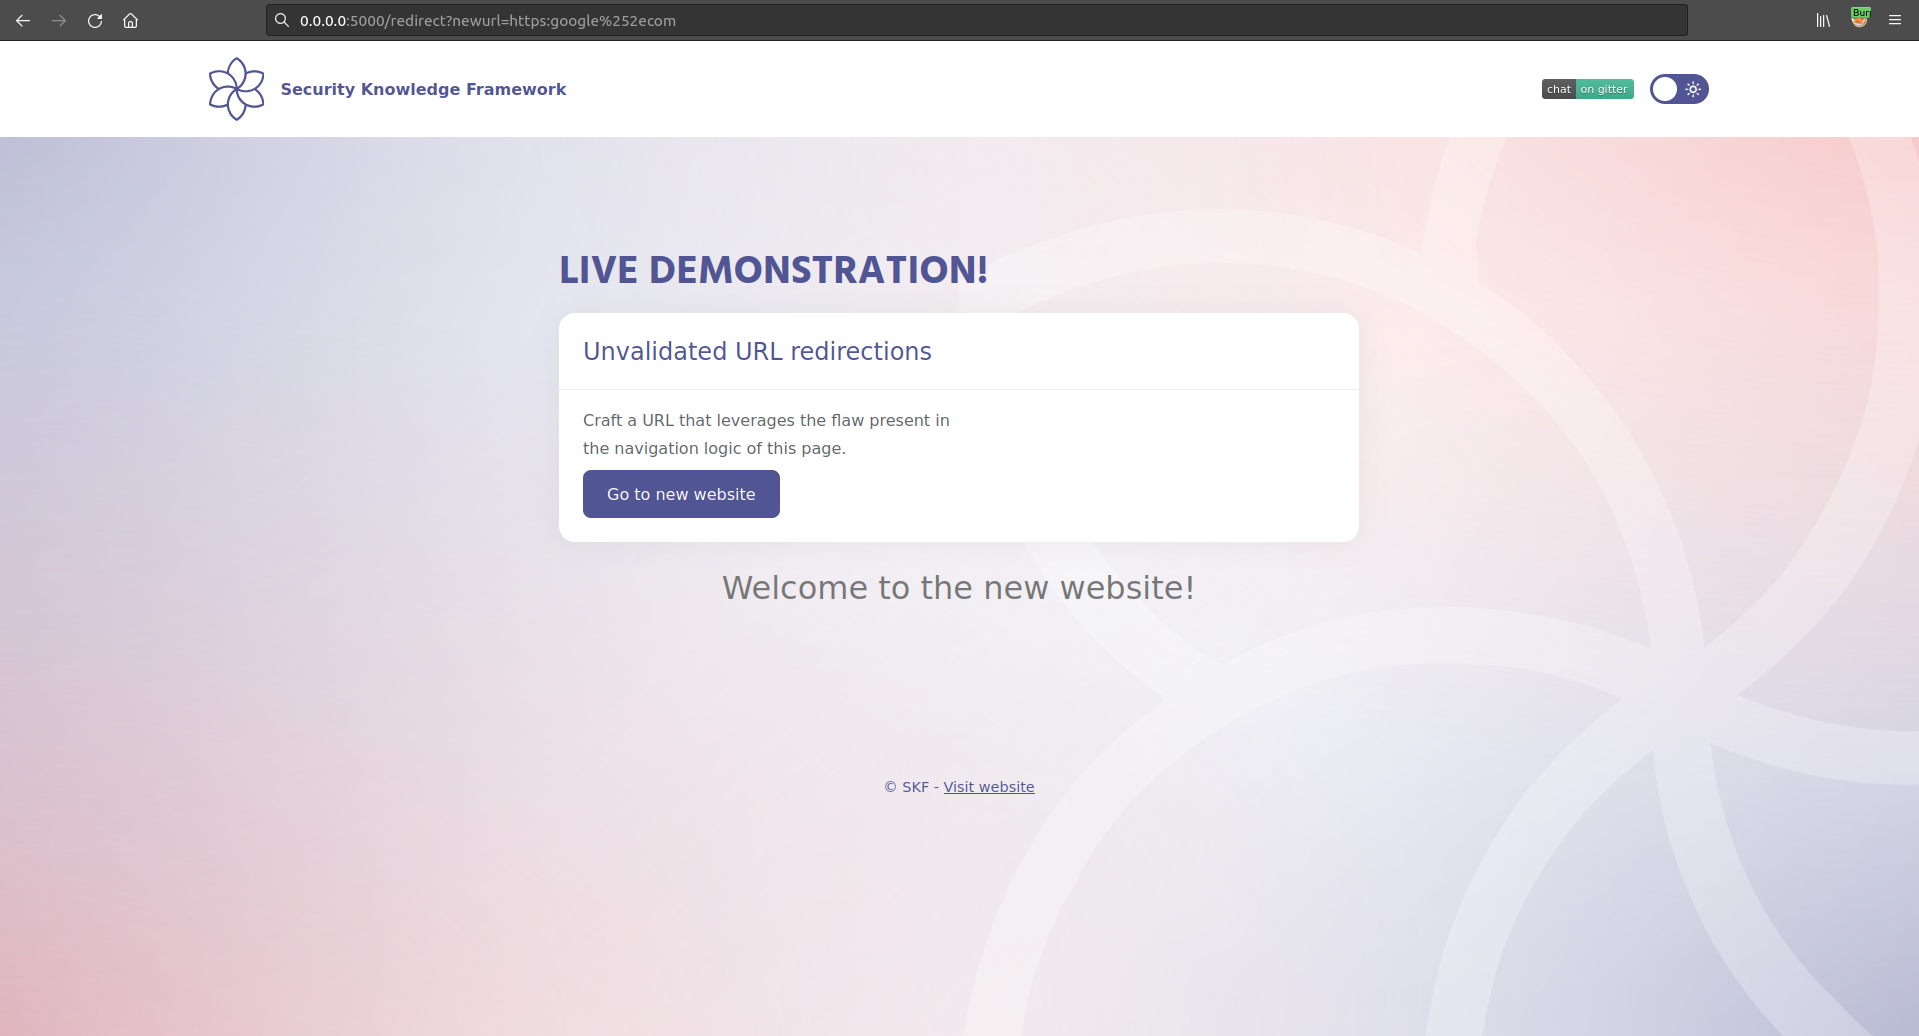 0.0.0.0:5000/redirect?newurl=https:google%252ecom
Bur
Security Knowledge Framework
chat on gitter
LIVE DEMONSTRATION!
Unvalidated URL redirections
Craft a URL that leverages the flaw present in
the navigation logic of this page.
Go to new website
Welcome to the new website!
© SKF - Visit website